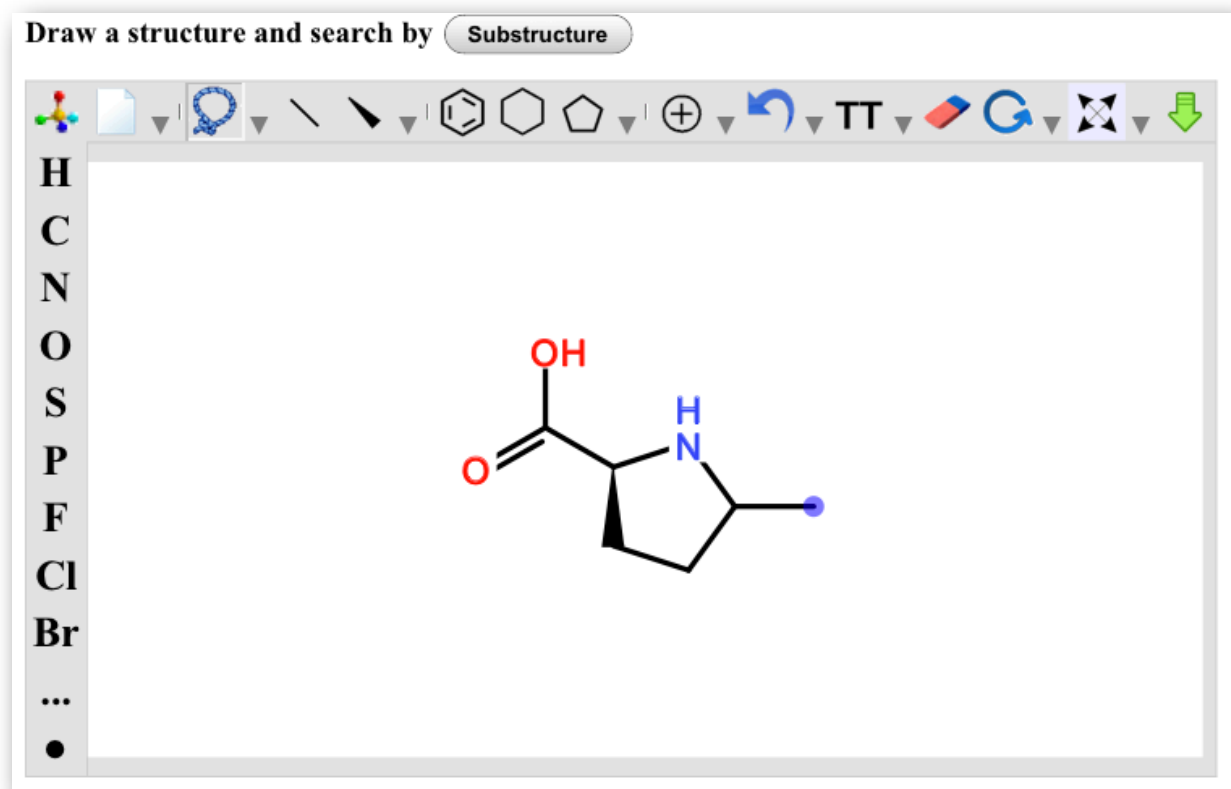 Draw a structure and search by Substructure
TT
H
C
N
O
S
P
F
Cl
Br
...
OH
H
N
O